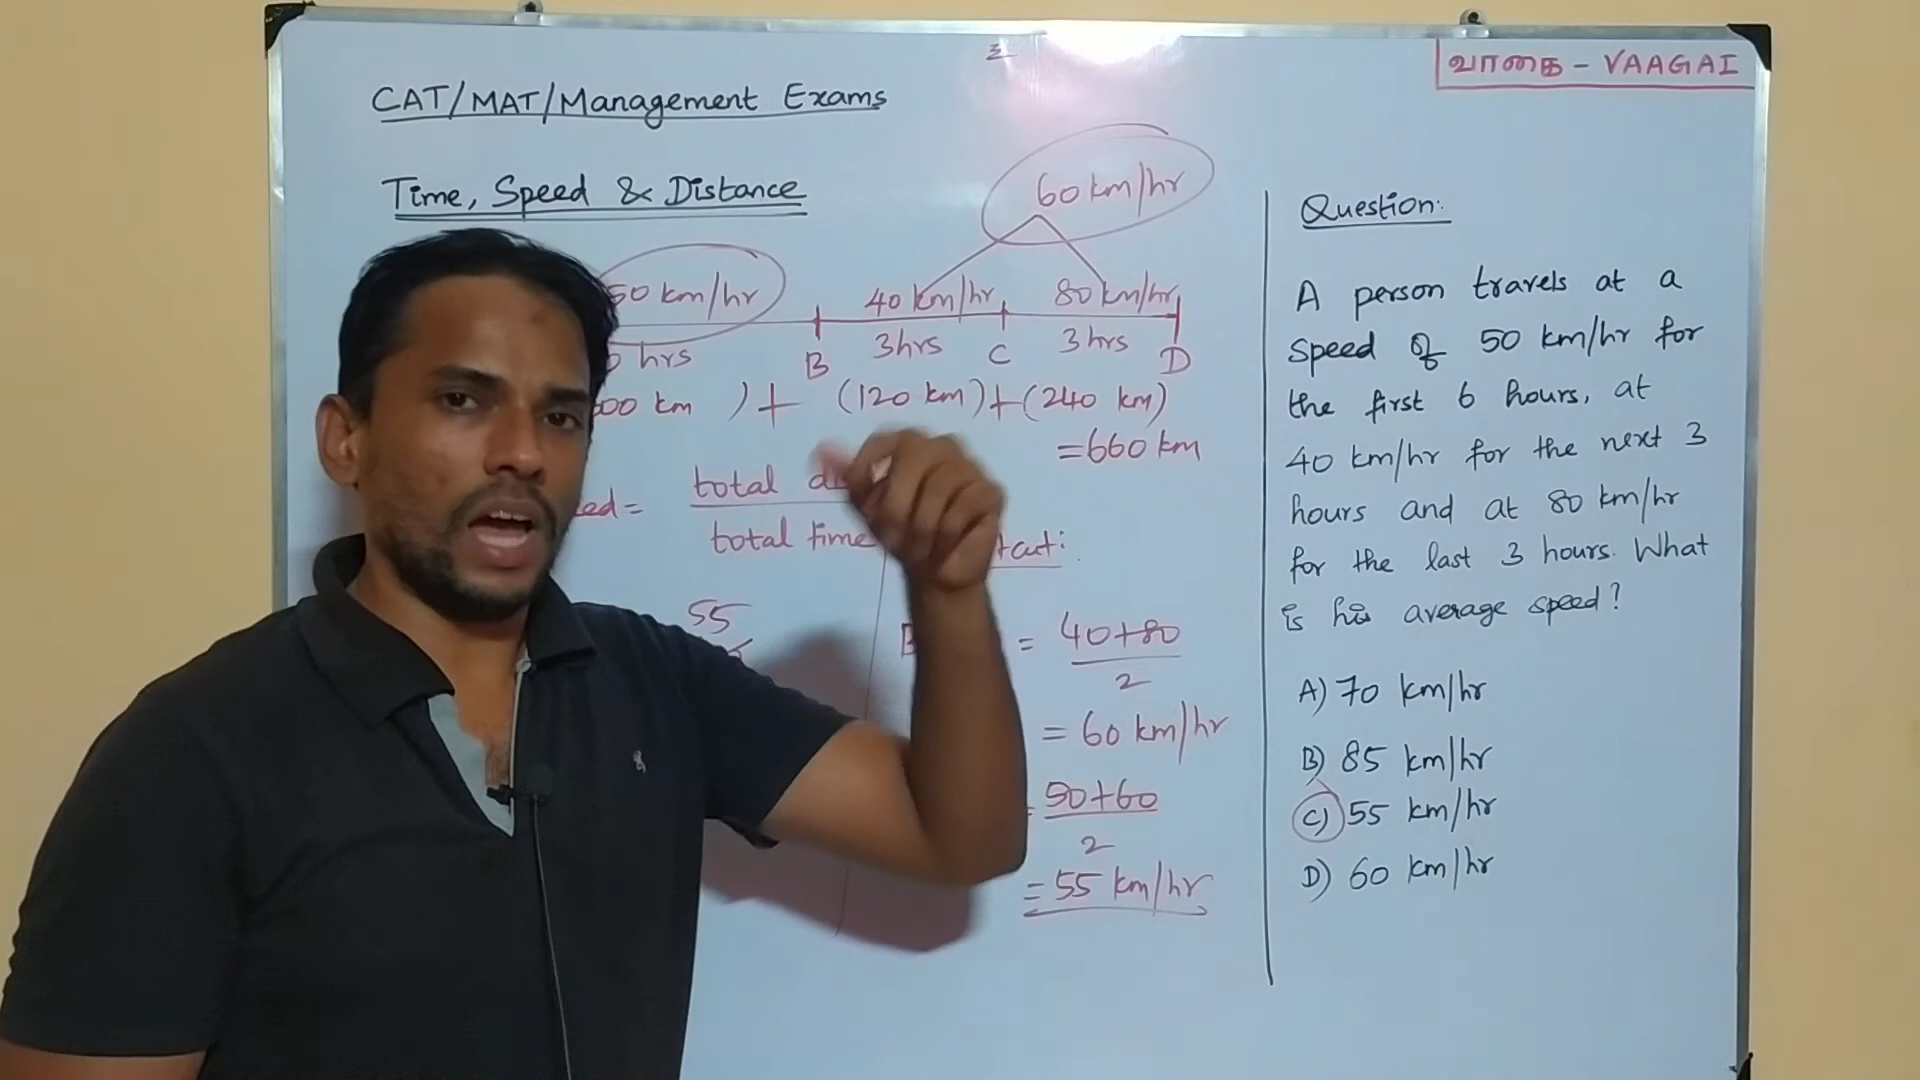 வாகை - VAAGAI
CAT/MAT/Management Exams
Time, Speed & Distance
60 km/hr
50 km/hr
40 km/hr
80 km/hr
hrs
B
3hrs
C
3 hrs
D
00 km ) + (120 km) + (240 km)
= 660 km
total
total time
=
55
= 40+80
2
= 60 km/hr
50+60
2
= 55 km/hr
Question:
A person travels at a
speed of 50 km/hr for
the first 6 hours, at
40 km/hr for the next 3
hours and at 80 km/hr
for the last 3 hours. What
is his average speed?
A) 70 km/hr
B) 85 km/hr
C) 55 km/hr
D) 60 km/hr